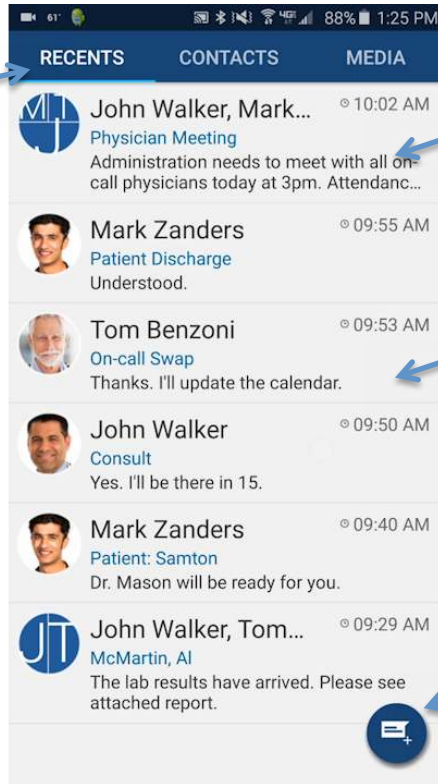 61° 4GE 88% 1:25 PM
RECENTS CONTACTS MEDIA
MJJ John Walker, Mark... 10:02 AM
Physician Meeting
Administration needs to meet with all on-
call physicians today at 3pm. Attendanc...
Mark Zanders 09:55 AM
Patient Discharge
Understood.
Tom Benzoni 09:53 AM
On-call Swap
Thanks. I'll update the calendar.
John Walker 09:50 AM
Consult
Yes. I'll be there in 15.
Mark Zanders 09:40 AM
Patient: Samton
Dr. Mason will be ready for you.
JT John Walker, Tom... 09:29 AM
McMartin, Al
The lab results have arrived. Please see
attached report.